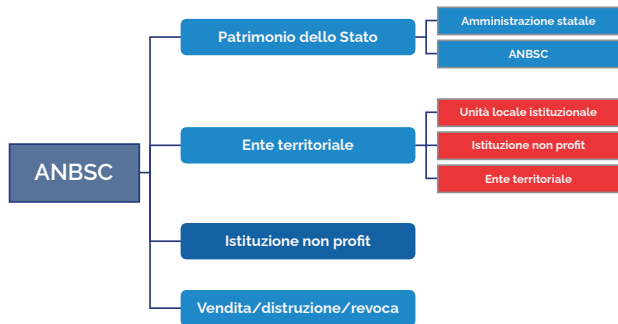 ANBSC
Patrimonio dello Stato
Amministrazione statale
ANBSC
Ente territoriale
Unità locale istituzionale
Istituzione non profit
Ente territoriale
Istituzione non profit
Vendita/distruzione/revoca